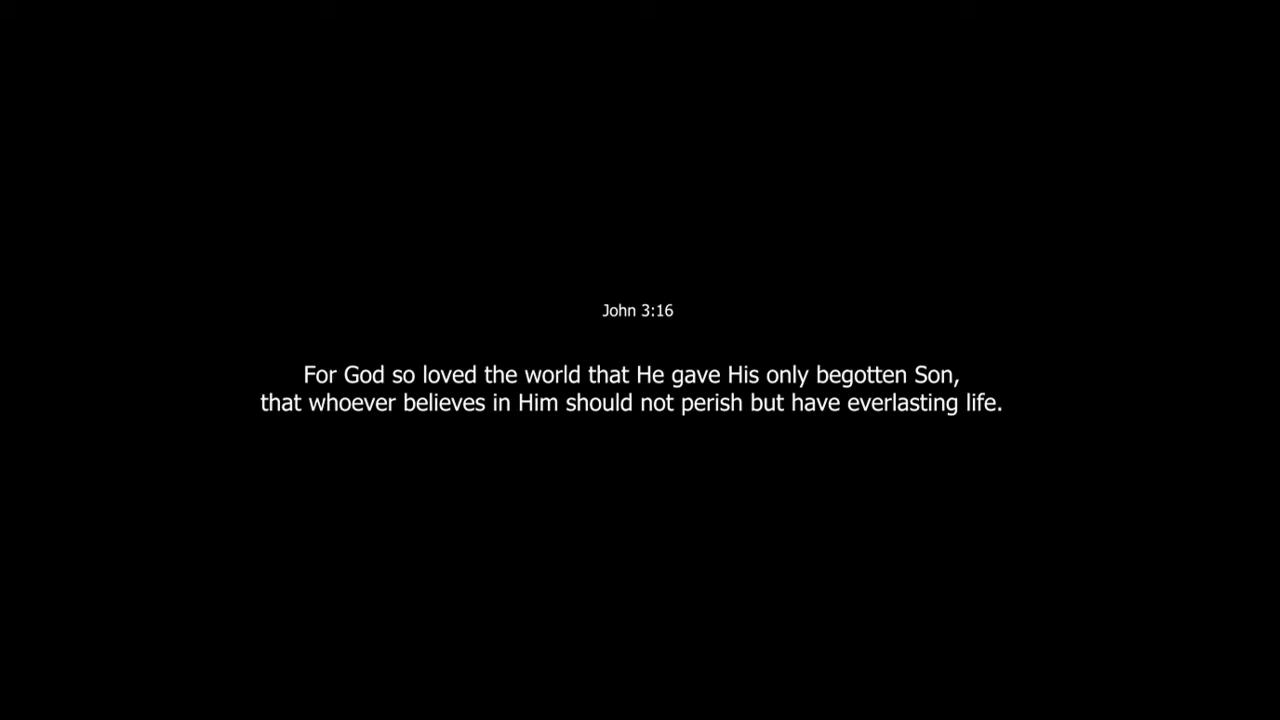 John 3:16
For God so loved the world that He gave His only begotten Son,
that whoever believes in Him should not perish but have everlasting life.